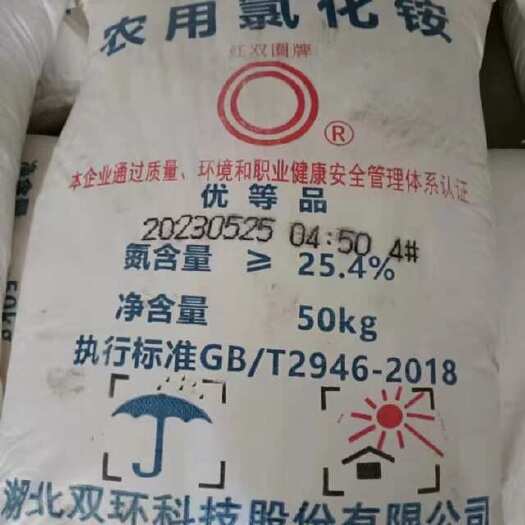 农用氯化铵
红双圈牌
®
本企业通过质量、环境和职业健康安全管理体系认证
优等品
20230525 04:50 4#
氮含量 ≥ 25.4%
净含量 50kg
执行标准GB/T2946-2018
湖北双环科技股份有限公司